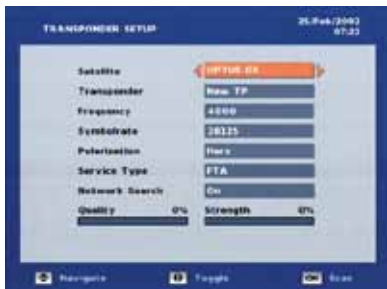 TRANSPONDER SETUP
25/Feb/2003
07:23
Satellite OPTUS B3
Transponder New TP
Frequency 4000
Symbolrate 28125
Polarization Horz
Service Type FTA
Network Search On
Quality 0% Strength 0%
Navigate Toggle OK Scan